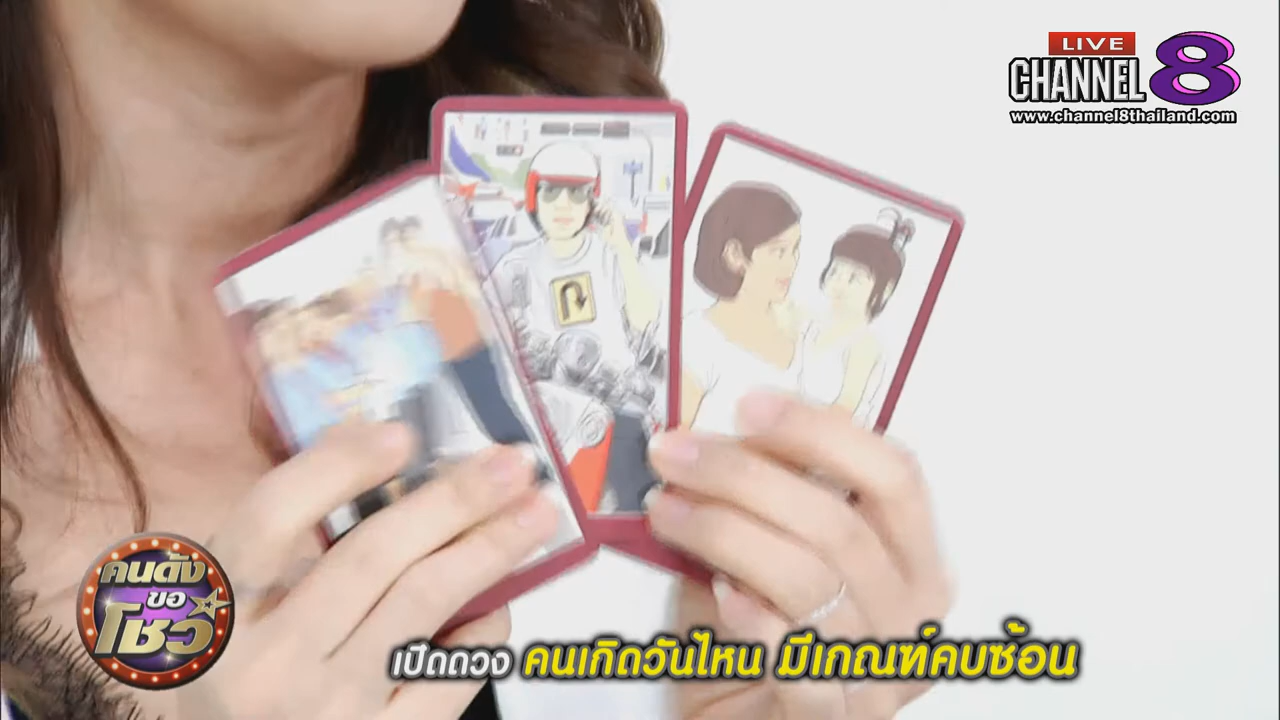 LIVE
CHANNEL 8
www.channel8thailand.com
คนดัง
ขอ
โชว์
เปิดดวง คนเกิดวันไหน มีเกณฑ์คบซ้อน